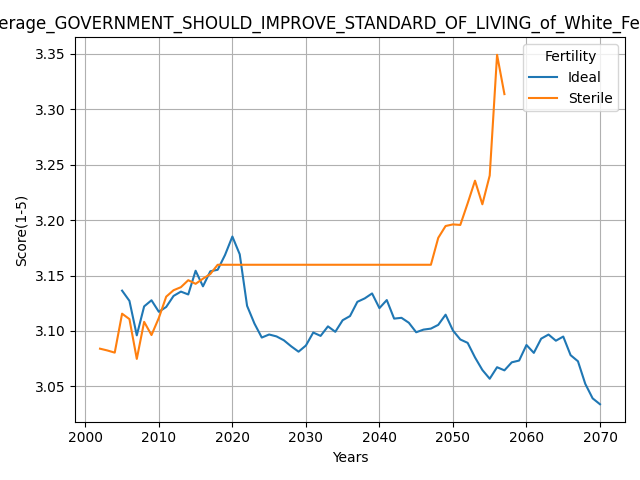 erage_GOVERNMENT_SHOULD_IMPROVE_STANDARD_OF_LIVING_of_White_Fe
3.35
3.30
3.25
3.20
3.15
3.10
3.05
Score(1-5)
Fertility
Ideal
Sterile
2000 2010 2020 2030 2040 2050 2060 2070
Years